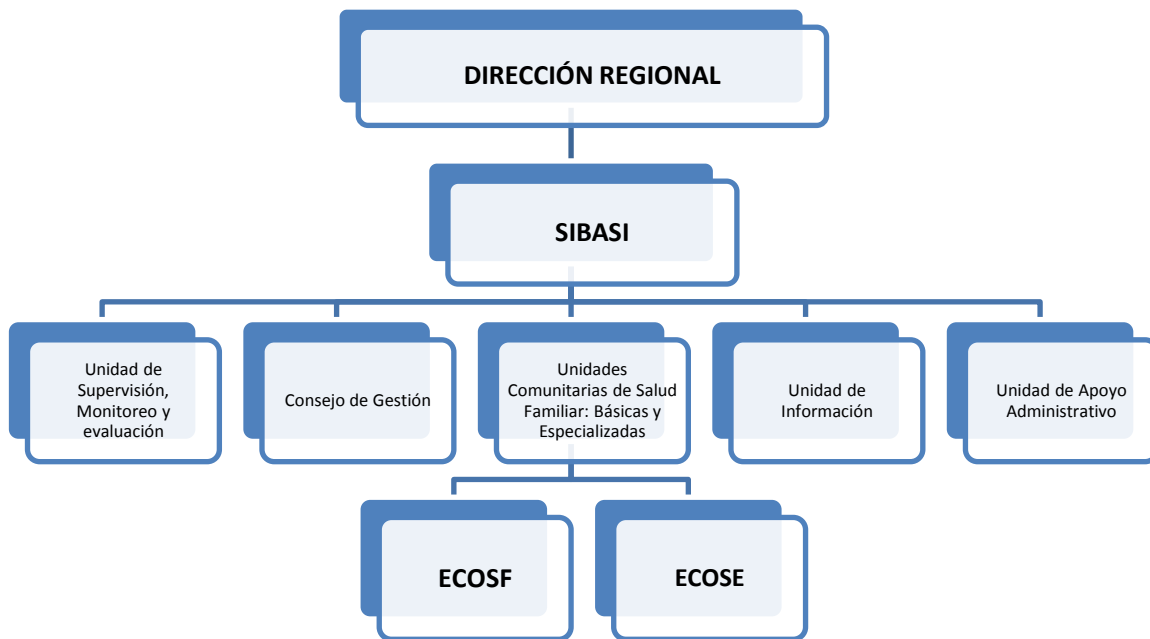 DIRECCIÓN REGIONAL
SIBASI
Unidad de
Supervisión,
Monitoreo y
evaluación
Consejo de Gestión
Unidades
Comunitarias de Salud
Familiar: Básicas y
Especializadas
Unidad de
Información
Unidad de Apoyo
Administrativo
ECOSF
ECOSE